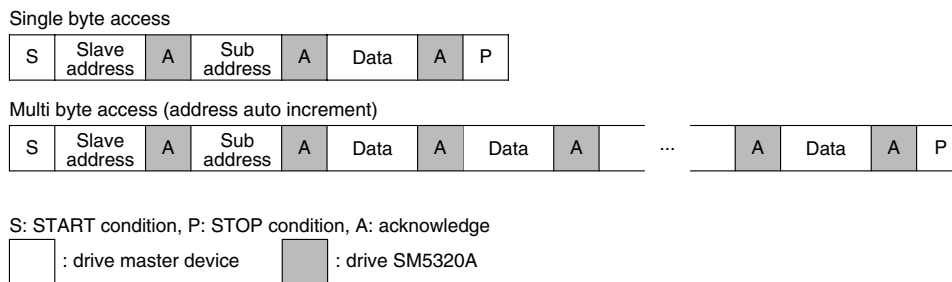 Single byte access
S Slave address A Sub address A Data A P
Multi byte access (address auto increment)
S Slave address A Sub address A Data A Data A ... A Data A P
S: START condition, P: STOP condition, A: acknowledge
: drive master device : drive SM5320A